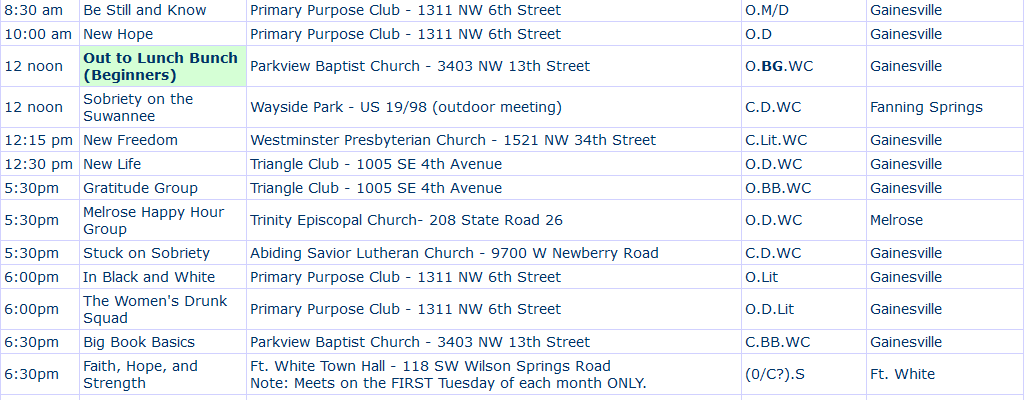 8:30 am Be Still and Know Primary Purpose Club - 1311 NW 6th Street O.M/D Gainesville
10:00 am New Hope Primary Purpose Club - 1311 NW 6th Street O.D Gainesville
12 noon Out to Lunch Bunch
(Beginners) Parkview Baptist Church - 3403 NW 13th Street O.BG.WC Gainesville
12 noon Sobriety on the
Suwannee Wayside Park - US 19/98 (outdoor meeting) C.D.WC Fanning Springs
12:15 pm New Freedom Westminster Presbyterian Church - 1521 NW 34th Street C.Lit.WC Gainesville
12:30 pm New Life Triangle Club - 1005 SE 4th Avenue O.D.WC Gainesville
5:30pm Gratitude Group Triangle Club - 1005 SE 4th Avenue O.BB.WC Gainesville
5:30pm Melrose Happy Hour
Group Trinity Episcopal Church- 208 State Road 26 O.D.WC Melrose
5:30pm Stuck on Sobriety Abiding Savior Lutheran Church - 9700 W Newberry Road C.D.WC Gainesville
6:00pm In Black and White Primary Purpose Club - 1311 NW 6th Street O.Lit Gainesville
6:00pm The Women's Drunk
Squad Primary Purpose Club - 1311 NW 6th Street O.D.Lit Gainesville
6:30pm Big Book Basics Parkview Baptist Church - 3403 NW 13th Street C.BB.WC Gainesville
6:30pm Faith, Hope, and
Strength Ft. White Town Hall - 118 SW Wilson Springs Road
Note: Meets on the FIRST Tuesday of each month ONLY. (0/C?).S Ft. White